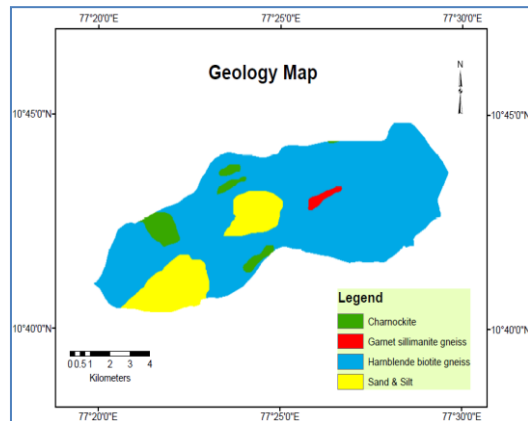 77°20'0"E 77°25'0"E 77°30'0"E
Geology Map
N
10°45'0"N 10°45'0"N
Legend
Charnockite
Garnet sillimanite gneiss
Hamblende biotite gneiss
Sand & Silt
10°40'0"N 10°40'0"N
0 0.5 1 2 3 4
Kilometers
77°20'0"E 77°25'0"E 77°30'0"E